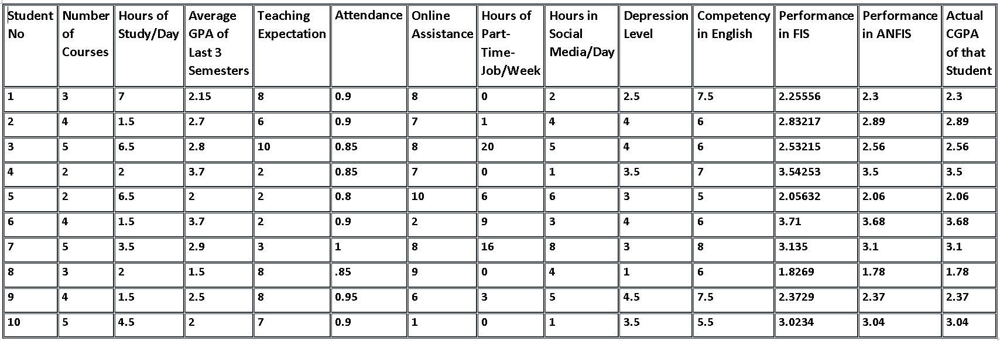 Student No Number of Courses Hours of Study/Day Average GPA of Last 3 Semesters Teaching Expectation Attendance Online Assistance Hours of Part-Time-Job/Week Hours in Social Media/Day Depression Level Competency in English Performance in FIS Performance in ANFIS Actual CGPA of that Student
1 3 7 2.15 8 0.9 8 0 2 2.5 7.5 2.25556 2.3 2.3
2 4 1.5 2.7 6 0.9 7 1 4 4 6 2.83217 2.89 2.89
3 5 6.5 2.8 10 0.85 8 20 5 4 6 2.53215 2.56 2.56
4 2 2 3.7 2 0.85 7 0 1 3.5 7 3.54253 3.5 3.5
5 2 6.5 2 2 0.8 10 6 6 3 5 2.05632 2.06 2.06
6 4 1.5 3.7 2 0.9 2 9 3 4 6 3.71 3.68 3.68
7 5 3.5 2.9 3 1 8 16 8 3 8 3.135 3.1 3.1
8 3 2 1.5 8 .85 9 0 4 1 6 1.8269 1.78 1.78
9 4 1.5 2.5 8 0.95 6 3 5 4.5 7.5 2.3729 2.37 2.37
10 5 4.5 2 7 0.9 1 0 1 3.5 5.5 3.0234 3.04 3.04